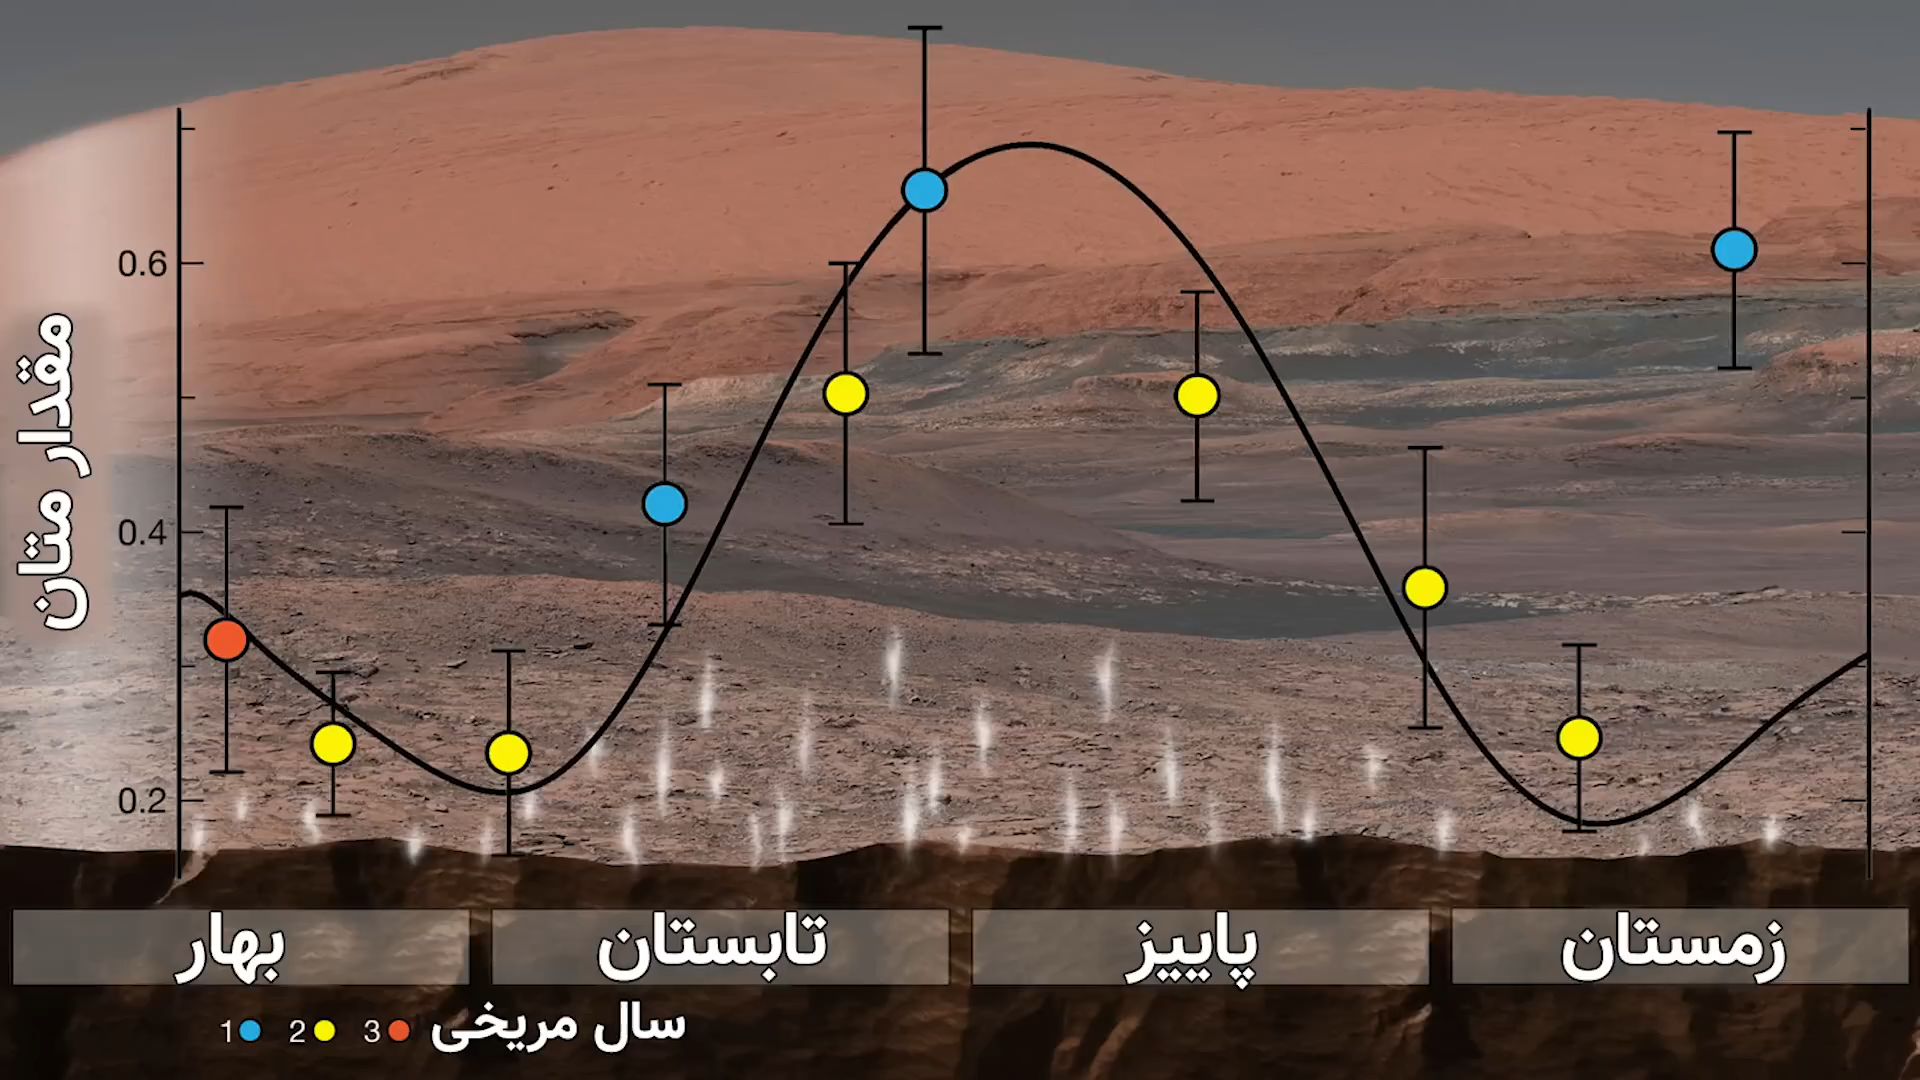 0.6
0.4
0.2
مقدار متان
بهار
تابستان
پاییز
زمستان
سال مریخی 3 2 1